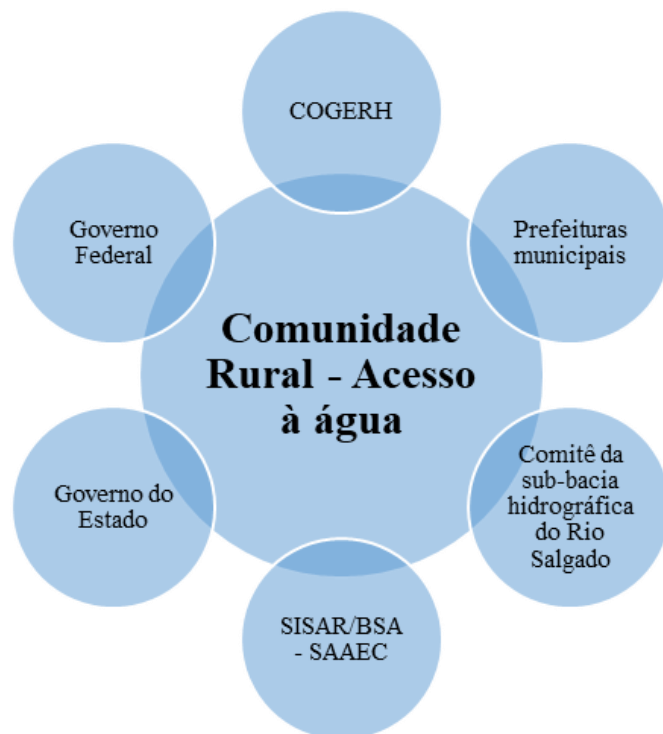 COGERH
Governo
Federal
Prefeituras
municipais
Comunidade
Rural - Acesso
à água
Governo do
Estado
Comitê da
sub-bacia
hidrográfica
do Rio
Salgado
SISAR/BSA
- SAAEC